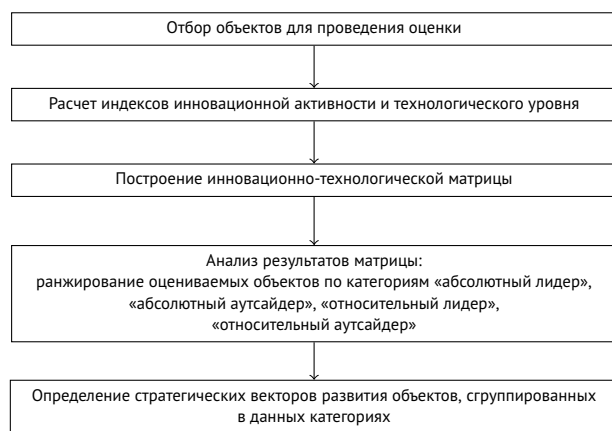 Отбор объектов для проведения оценки
Расчет индексов инновационной активности и технологического уровня
Построение инновационно-технологической матрицы
Анализ результатов матрицы:
ранжирование оцениваемых объектов по категориям «абсолютный лидер»,
«абсолютный аутсайдер», «относительный лидер»,
«относительный аутсайдер»
Определение стратегических векторов развития объектов, сгруппированных
в данных категориях